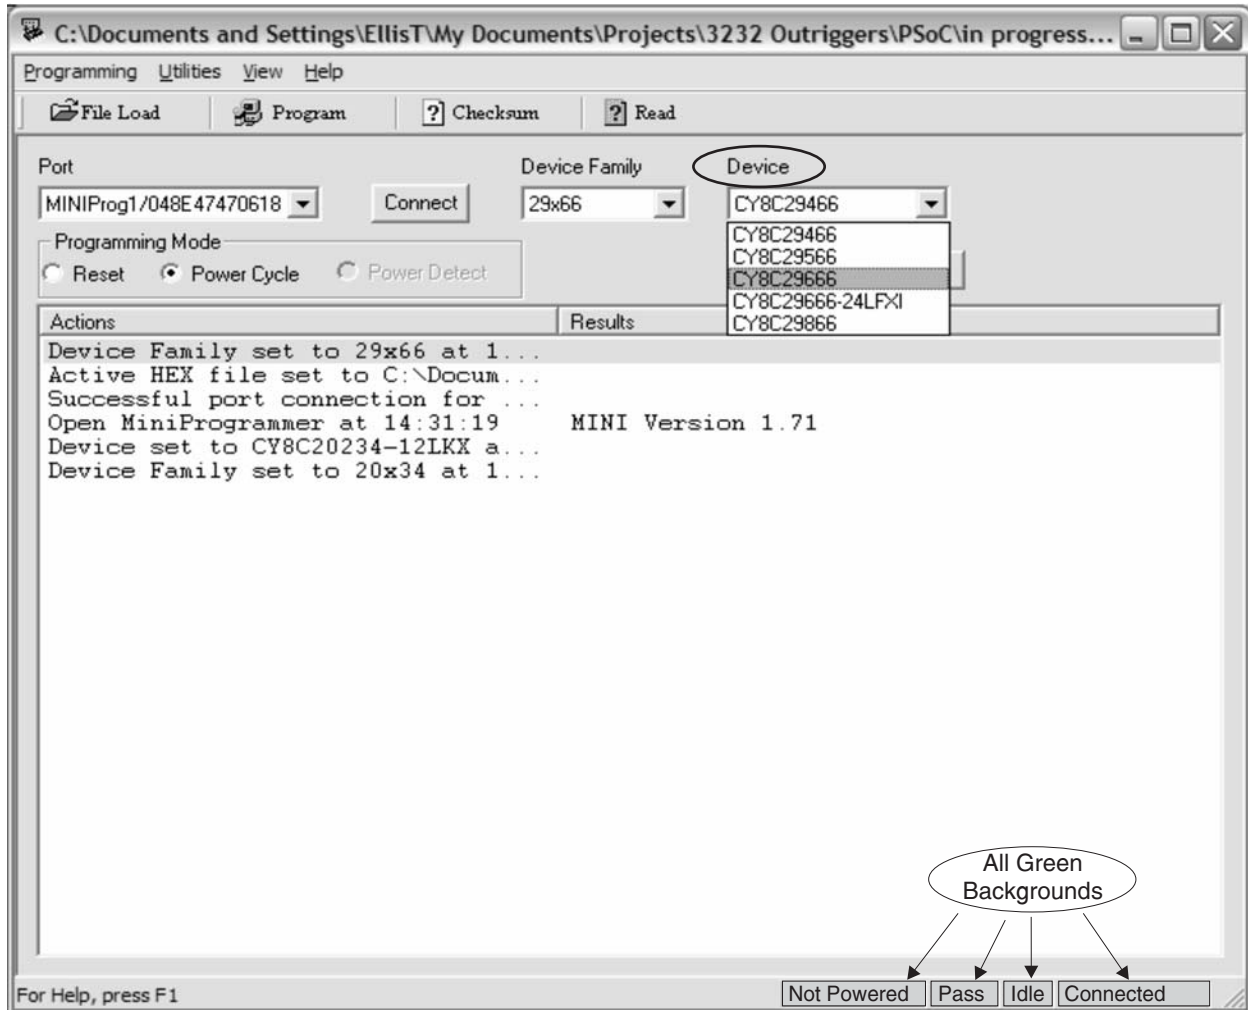 C:\Documents and Settings\EllisT\My Documents\Projects\3232 Outriggers\PSoC\in progress...
Programming Utilities View Help
File Load Program ? Checksum ? Read
Port Device Family Device
MINIProg1/048E47470618 Connect 29x66 CY8C29466
CY8C29466
CY8C29566
CY8C29666
CY8C29666-24LFXI
CY8C29866
Programming Mode
Reset Power Cycle Power Detect
Actions Results
Device Family set to 29x66 at 1...
Active HEX file set to C:\Docum...
Successful port connection for ...
Open MiniProgrammer at 14:31:19 MINI Version 1.71
Device set to CY8C20234-12LKX a...
Device Family set to 20x34 at 1...
All Green
Backgrounds
For Help, press F1 Not Powered Pass Idle Connected